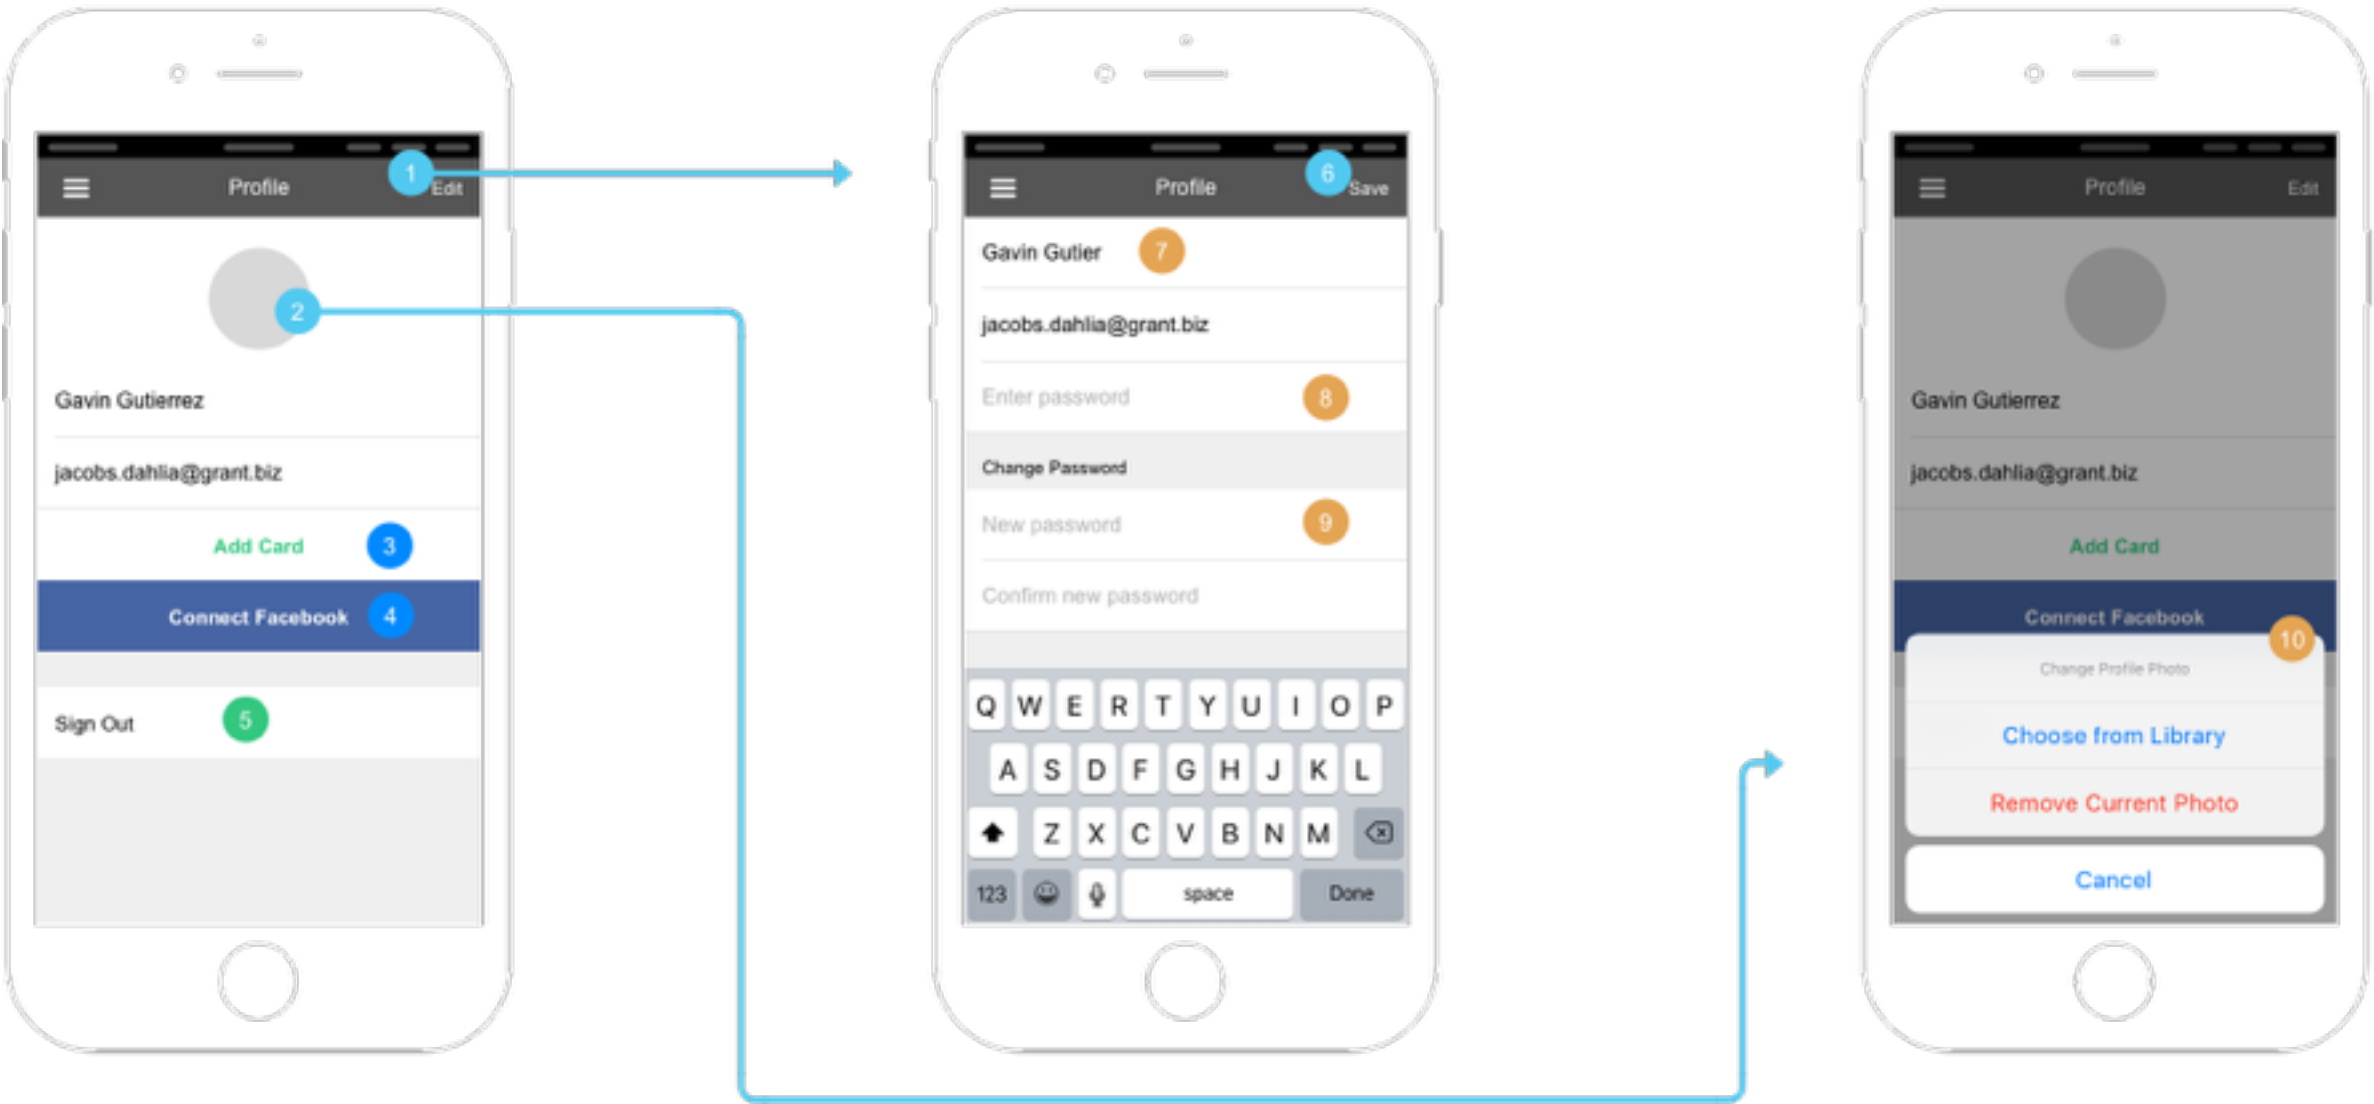 1
Profile
Edit
2
Gavin Gutierrez
jacobs.dahlia@grant.biz
Add Card 3
Connect Facebook 4
Sign Out 5
6
Profile
Save
Gavin Gutier 7
jacobs.dahlia@grant.biz
Enter password 8
Change Password
New password 9
Confirm new password
Q W E R T Y U I O P
A S D F G H J K L
Z X C V B N M
123 space Done
Profile
Edit
Gavin Gutierrez
jacobs.dahlia@grant.biz
Add Card
Connect Facebook
10
Change Profile Photo
Choose from Library
Remove Current Photo
Cancel